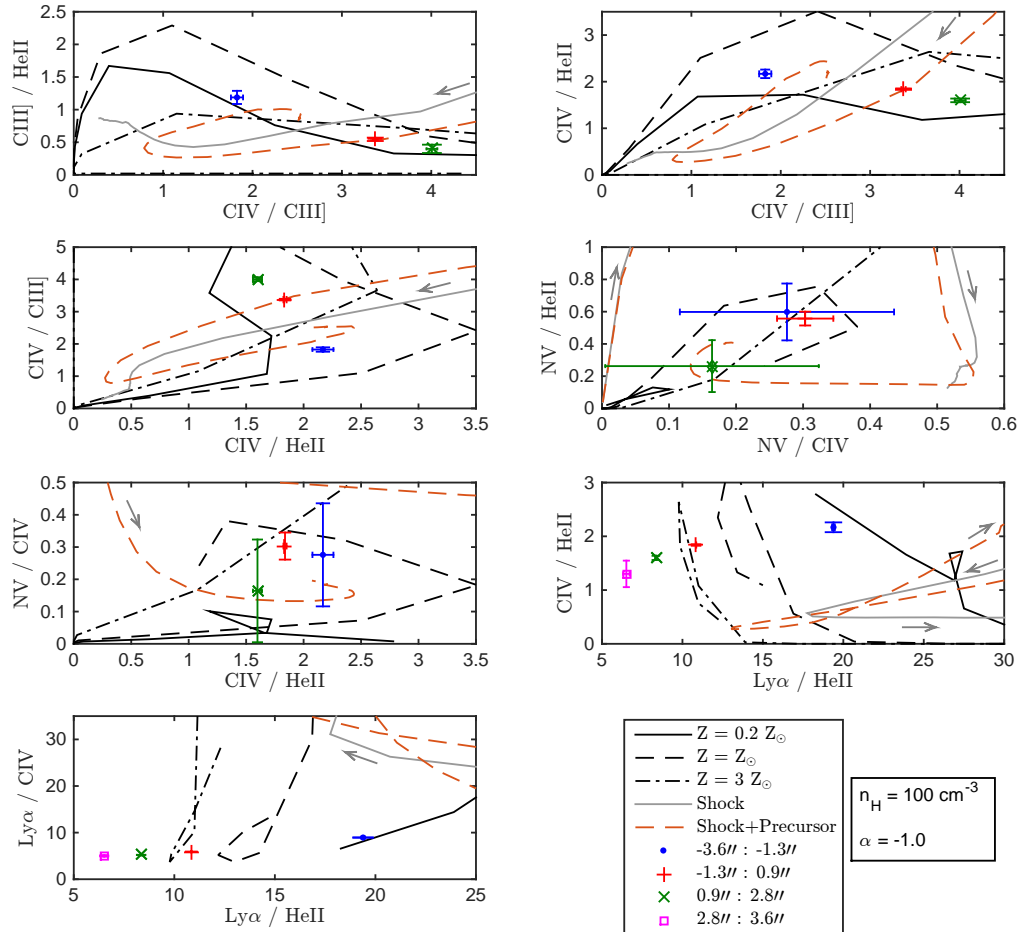 2.5
2
1.5
1
0.5
0
0 1 2 3 4
CIII] / HeII
CIV / CIII]
3
2
1
0
0 1 2 3 4
CIV / HeII
CIV / CIII]
5
4
3
2
1
0
0 0.5 1 1.5 2 2.5 3 3.5
CIV / CIII]
CIV / HeII
1
0.8
0.6
0.4
0.2
0
0 0.1 0.2 0.3 0.4 0.5 0.6
NV / HeII
NV / CIV
0.5
0.4
0.3
0.2
0.1
0
0 0.5 1 1.5 2 2.5 3 3.5
NV / CIV
CIV / HeII
3
2
1
0
5 10 15 20 25 30
CIV / HeII
Lyα / HeII
30
20
10
0
5 10 15 20 25
Lyα / CIV
Lyα / HeII
Z = 0.2 Z⊙
Z = Z⊙
Z = 3 Z⊙
Shock
Shock+Precursor
-3.6″ : -1.3″
-1.3″ : 0.9″
0.9″ : 2.8″
2.8″ : 3.6″
n_H = 100 cm⁻³
α = -1.0